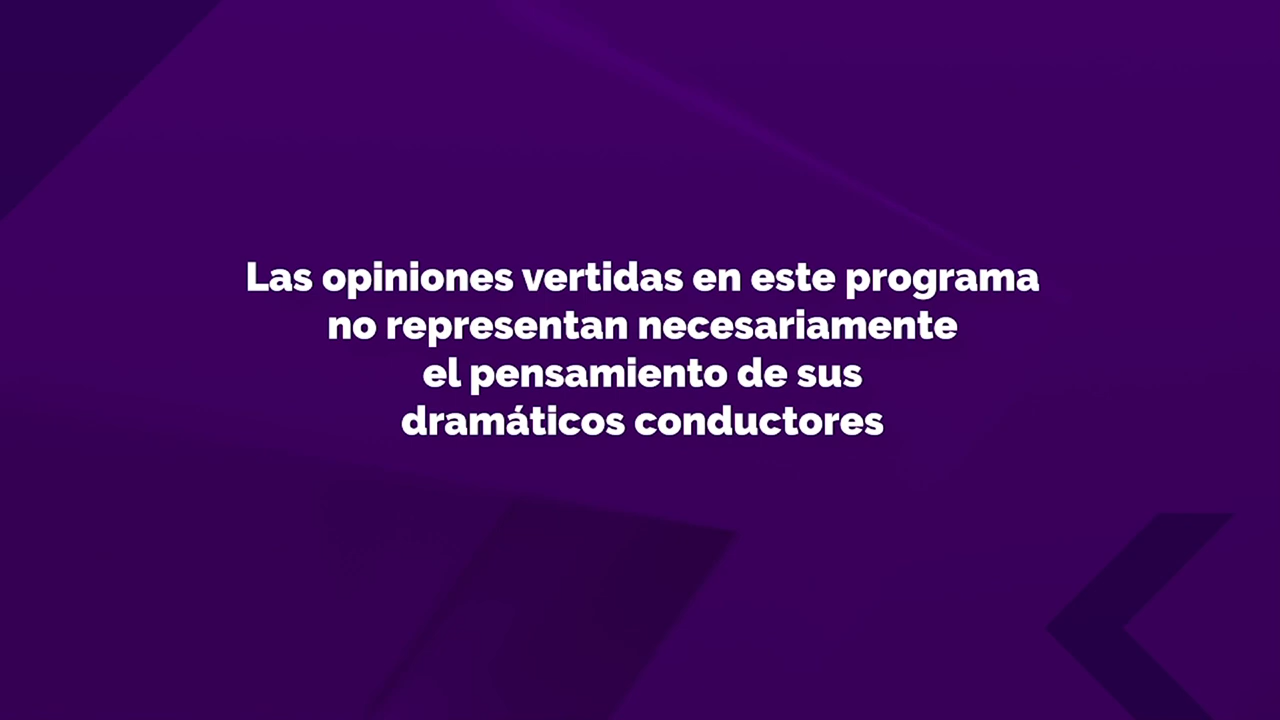 Las opiniones vertidas en este programa
no representan necesariamente
el pensamiento de sus
dramáticos conductores